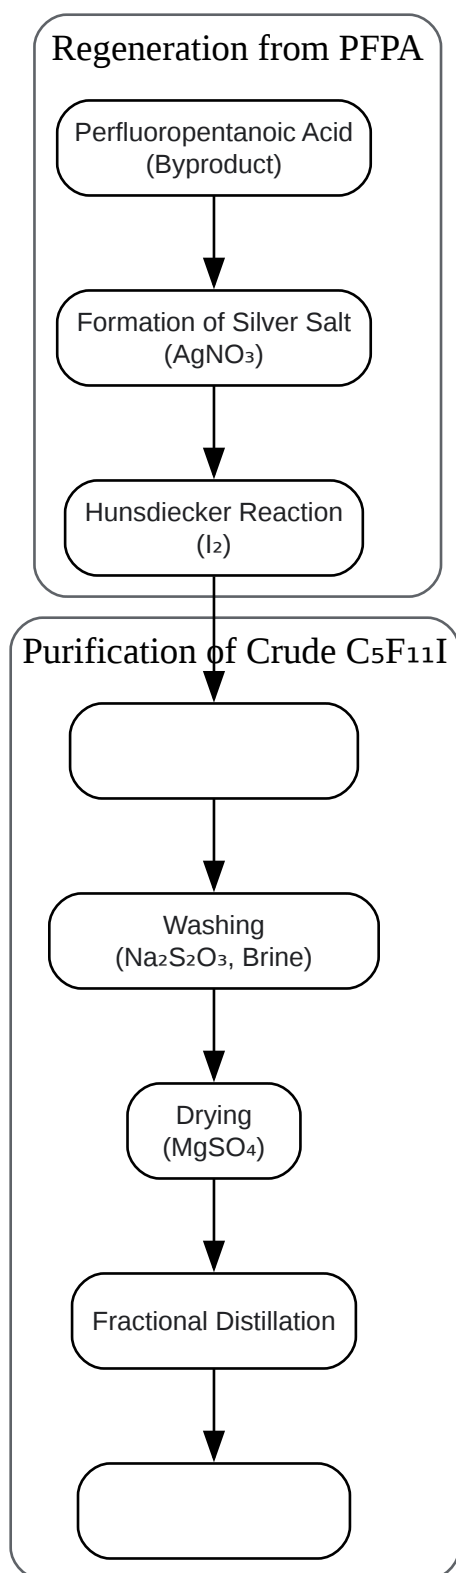 Regeneration from PFPA
Perfluoropentanoic Acid
(Byproduct)
Formation of Silver Salt
(AgNO₃)
Hunsdiecker Reaction
(I₂)
Purification of Crude C₅F₁₁I
Washing
(Na₂S₂O₃, Brine)
Drying
(MgSO₄)
Fractional Distillation